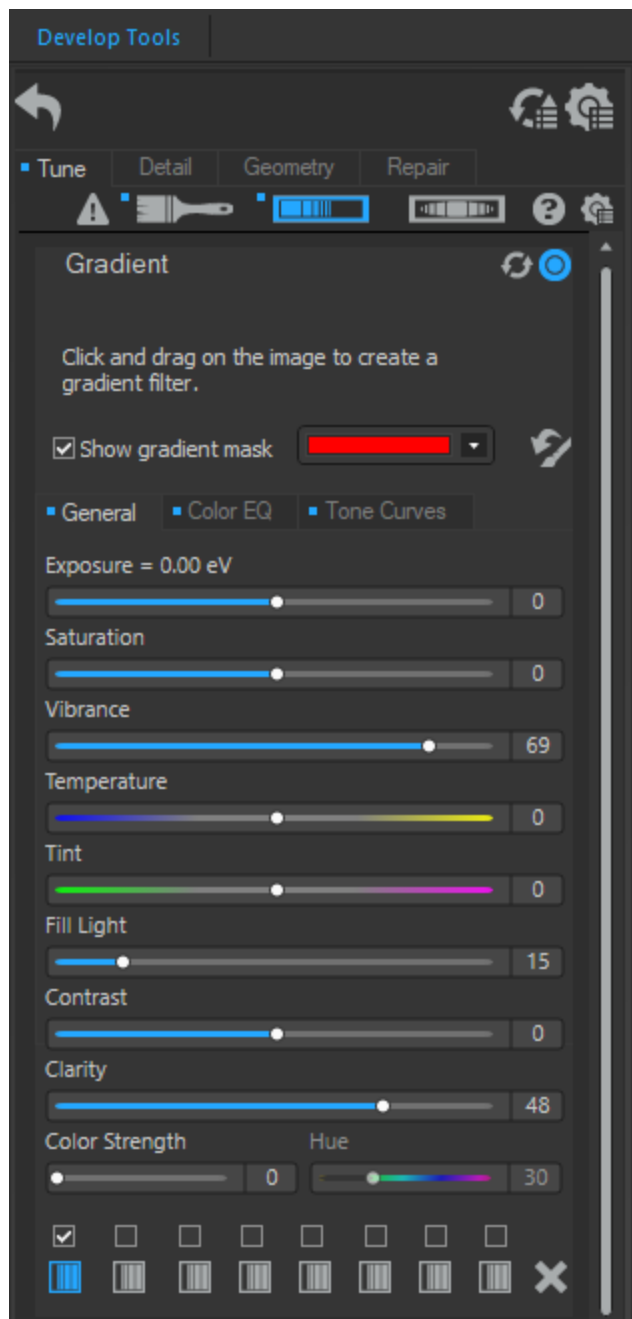 Develop Tools
Tune Detail Geometry Repair
Gradient
Click and drag on the image to create a
gradient filter.
Show gradient mask
General Color EQ Tone Curves
Exposure = 0.00 eV
0
Saturation
0
Vibrance
69
Temperature
0
Tint
0
Fill Light
15
Contrast
0
Clarity
48
Color Strength Hue
0 30